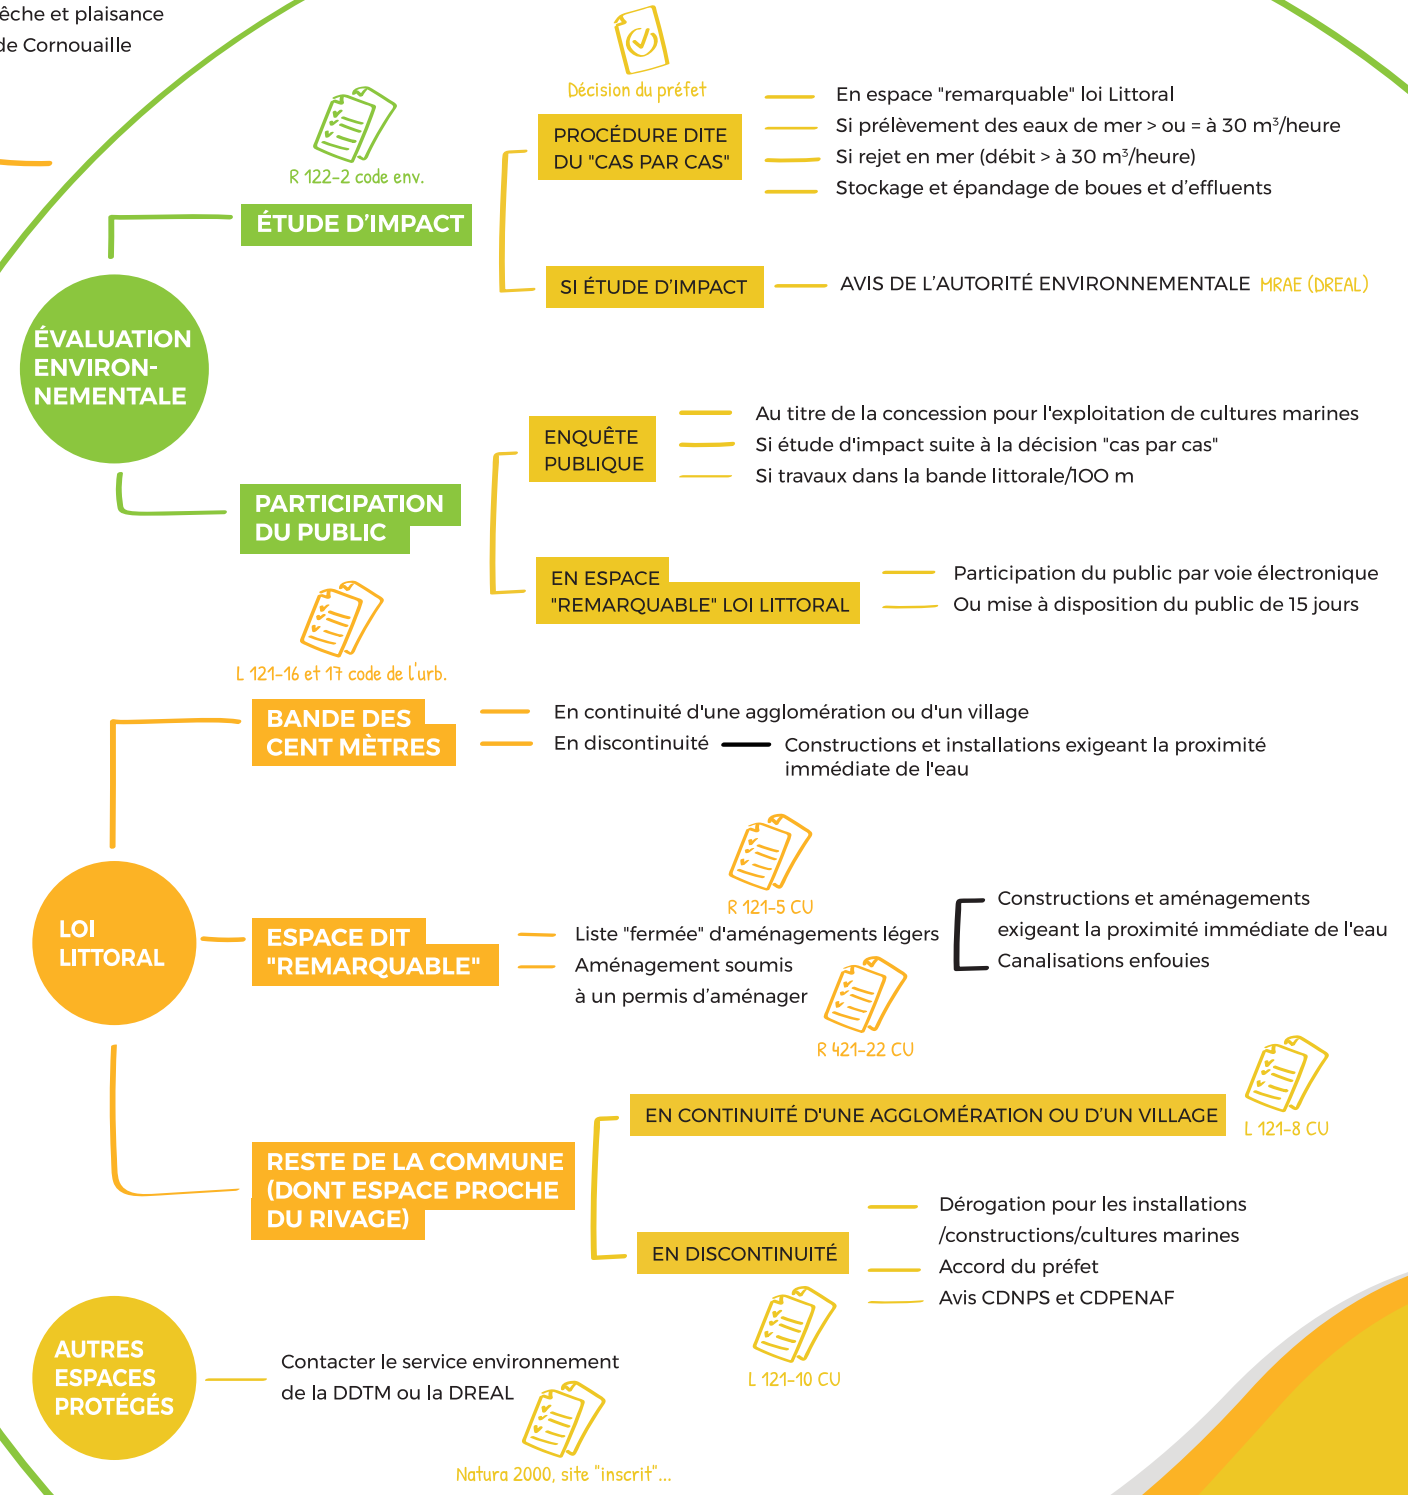 êche et plaisance
de Cornouaille
Décision du préfet
R 122-2 code env.
ÉTUDE D'IMPACT
PROCÉDURE DITE
DU "CAS PAR CAS"
En espace "remarquable" loi Littoral
Si prélèvement des eaux de mer > ou = à 30 m³/heure
Si rejet en mer (débit > à 30 m³/heure)
Stockage et épandage de boues et d'effluents
SI ÉTUDE D'IMPACT
AVIS DE L'AUTORITÉ ENVIRONNEMENTALE MRAE (DREAL)
ÉVALUATION
ENVIRON-
NEMENTALE
PARTICIPATION
DU PUBLIC
ENQUÊTE
PUBLIQUE
Au titre de la concession pour l'exploitation de cultures marines
Si étude d'impact suite à la décision "cas par cas"
Si travaux dans la bande littorale/100 m
EN ESPACE
"REMARQUABLE" LOI LITTORAL
Participation du public par voie électronique
Ou mise à disposition du public de 15 jours
L 121-16 et 17 code de l'urb.
BANDE DES
CENT MÈTRES
En continuité d'une agglomération ou d'un village
En discontinuité
Constructions et installations exigeant la proximité
immédiate de l'eau
LOI
LITTORAL
ESPACE DIT
"REMARQUABLE"
R 121-5 CU
Liste "fermée" d'aménagements légers
Aménagement soumis
à un permis d'aménager
R 421-22 CU
Constructions et aménagements
exigeant la proximité immédiate de l'eau
Canalisations enfouies
RESTE DE LA COMMUNE
(DONT ESPACE PROCHE
DU RIVAGE)
EN CONTINUITÉ D'UNE AGGLOMÉRATION OU D'UN VILLAGE
L 121-8 CU
EN DISCONTINUITÉ
L 121-10 CU
Dérogation pour les installations
/constructions/cultures marines
Accord du préfet
Avis CDNPS et CDPENAF
AUTRES
ESPACES
PROTÉGÉS
Contacter le service environnement
de la DDTM ou la DREAL
Natura 2000, site "inscrit"...